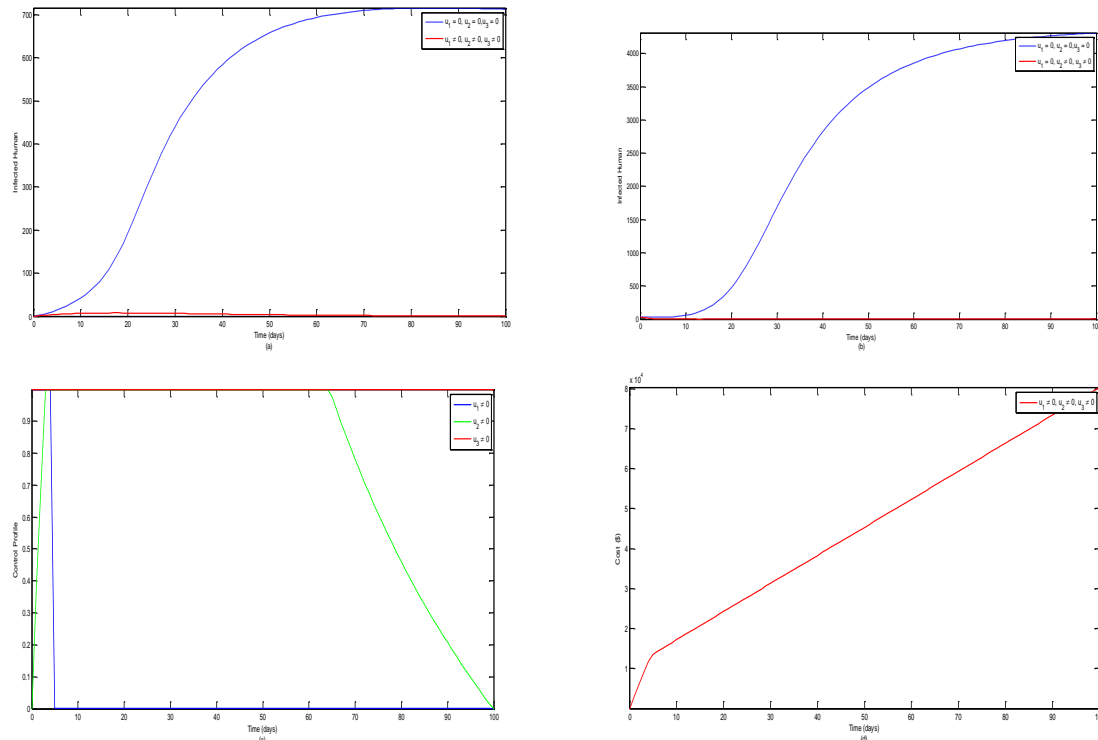 700
600
500
400
300
200
100
0
Infected Human
u1 = 0, u2 = 0,u3 = 0
u1 ≠ 0, u2 ≠ 0, u3 ≠ 0
0 10 20 30 40 50 60 70 80 90 100
Time (days)
(a)
4000
3500
3000
2500
2000
1500
1000
500
0
Infected Human
u1 = 0, u2 = 0,u3 = 0
u1 = 0, u2 ≠ 0, u3 ≠ 0
0 10 20 30 40 50 60 70 80 90
Time (days)
(b)
0.9
0.8
0.7
0.6
0.5
0.4
0.3
0.2
0.1
0
Control Profile
u1 ≠ 0
u2 ≠ 0
u3 ≠ 0
0 10 20 30 40 50 60 70 80 90 100
Time (days)
x 10^4
8
7
6
5
4
3
2
1
0
Cost ($)
u1 ≠ 0, u2 ≠ 0, u3 ≠ 0
0 10 20 30 40 50 60 70 80 90
Time (days)
(d)